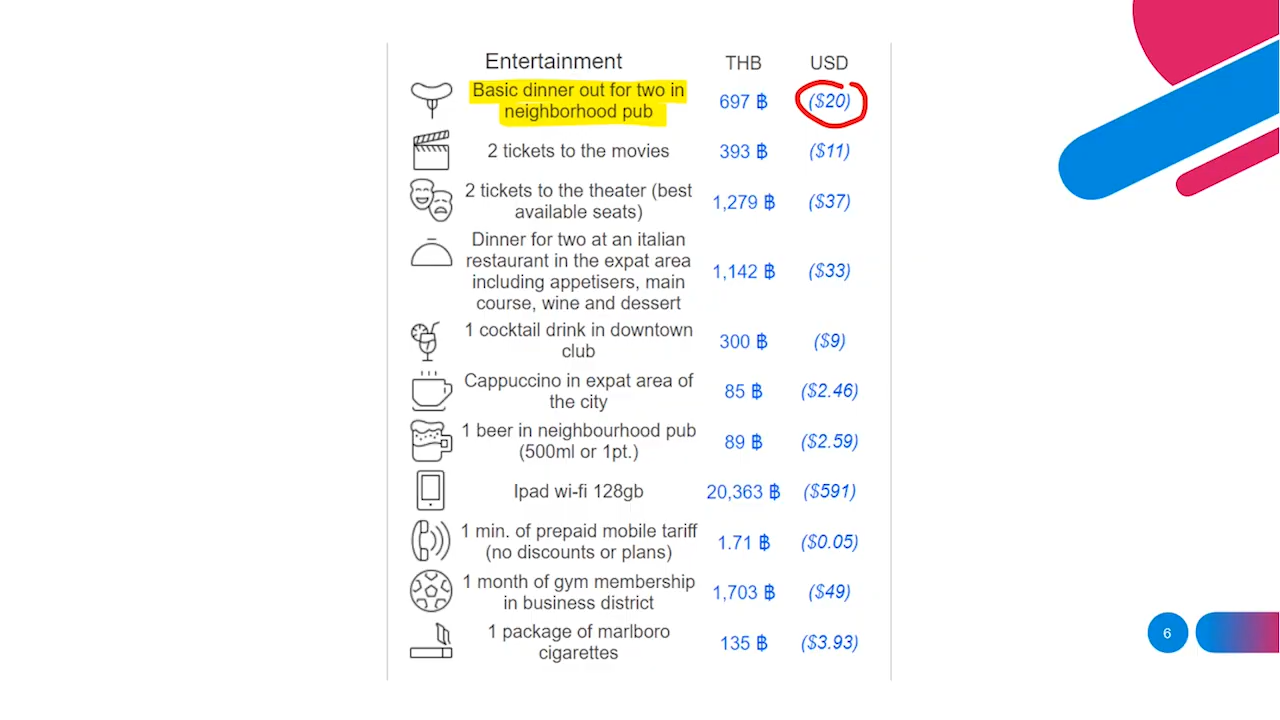 Entertainment THB USD
Basic dinner out for two in
neighborhood pub
697 ฿ ($20)
2 tickets to the movies 393 ฿ ($11)
2 tickets to the theater (best
available seats)
1,279 ฿ ($37)
Dinner for two at an italian
restaurant in the expat area
including appetisers, main
course, wine and dessert
1,142 ฿ ($33)
1 cocktail drink in downtown
club
300 ฿ ($9)
Cappuccino in expat area of
the city
85 ฿ ($2.46)
1 beer in neighbourhood pub
(500ml or 1pt.)
89 ฿ ($2.59)
Ipad wi-fi 128gb 20,363 ฿ ($591)
1 min. of prepaid mobile tariff
(no discounts or plans)
1.71 ฿ ($0.05)
1 month of gym membership
in business district
1,703 ฿ ($49)
1 package of marlboro
cigarettes
135 ฿ ($3.93)
6